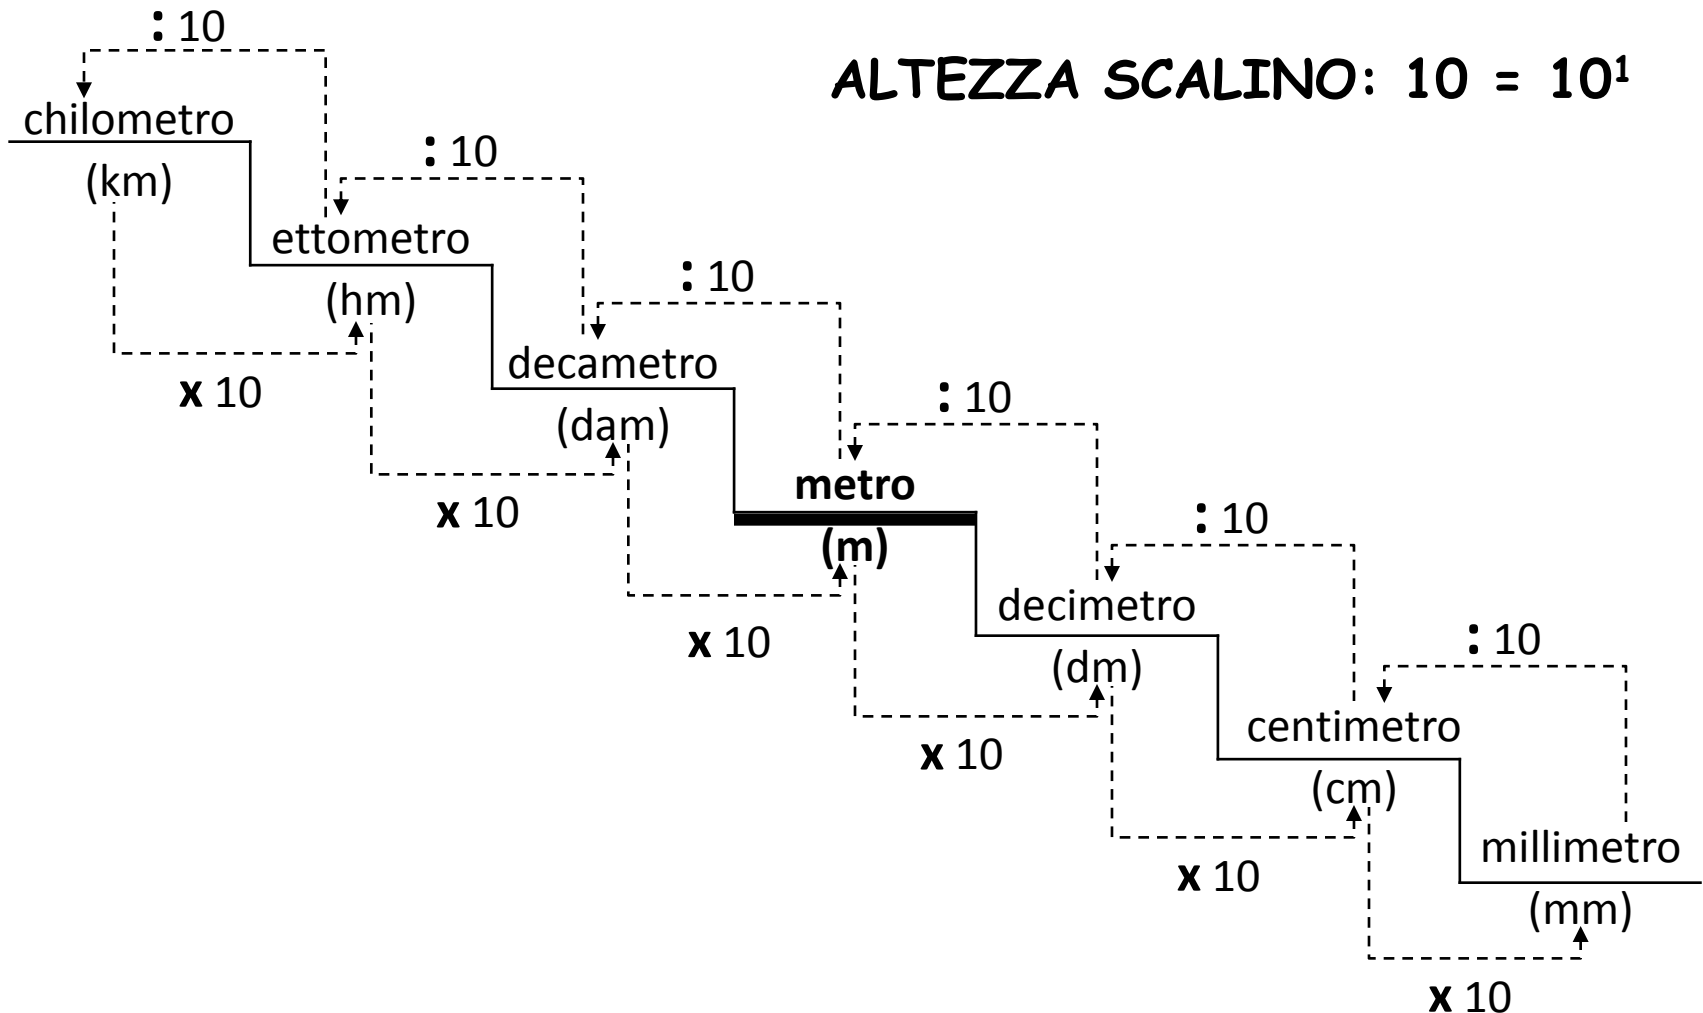 : 10
ALTEZZA SCALINO: 10 = 10¹
chilometro
(km)
: 10
ettometro
(hm)
x 10
: 10
decametro
(dam)
x 10
: 10
metro
(m)
x 10
: 10
decimetro
(dm)
x 10
: 10
centimetro
(cm)
x 10
millimetro
(mm)
x 10